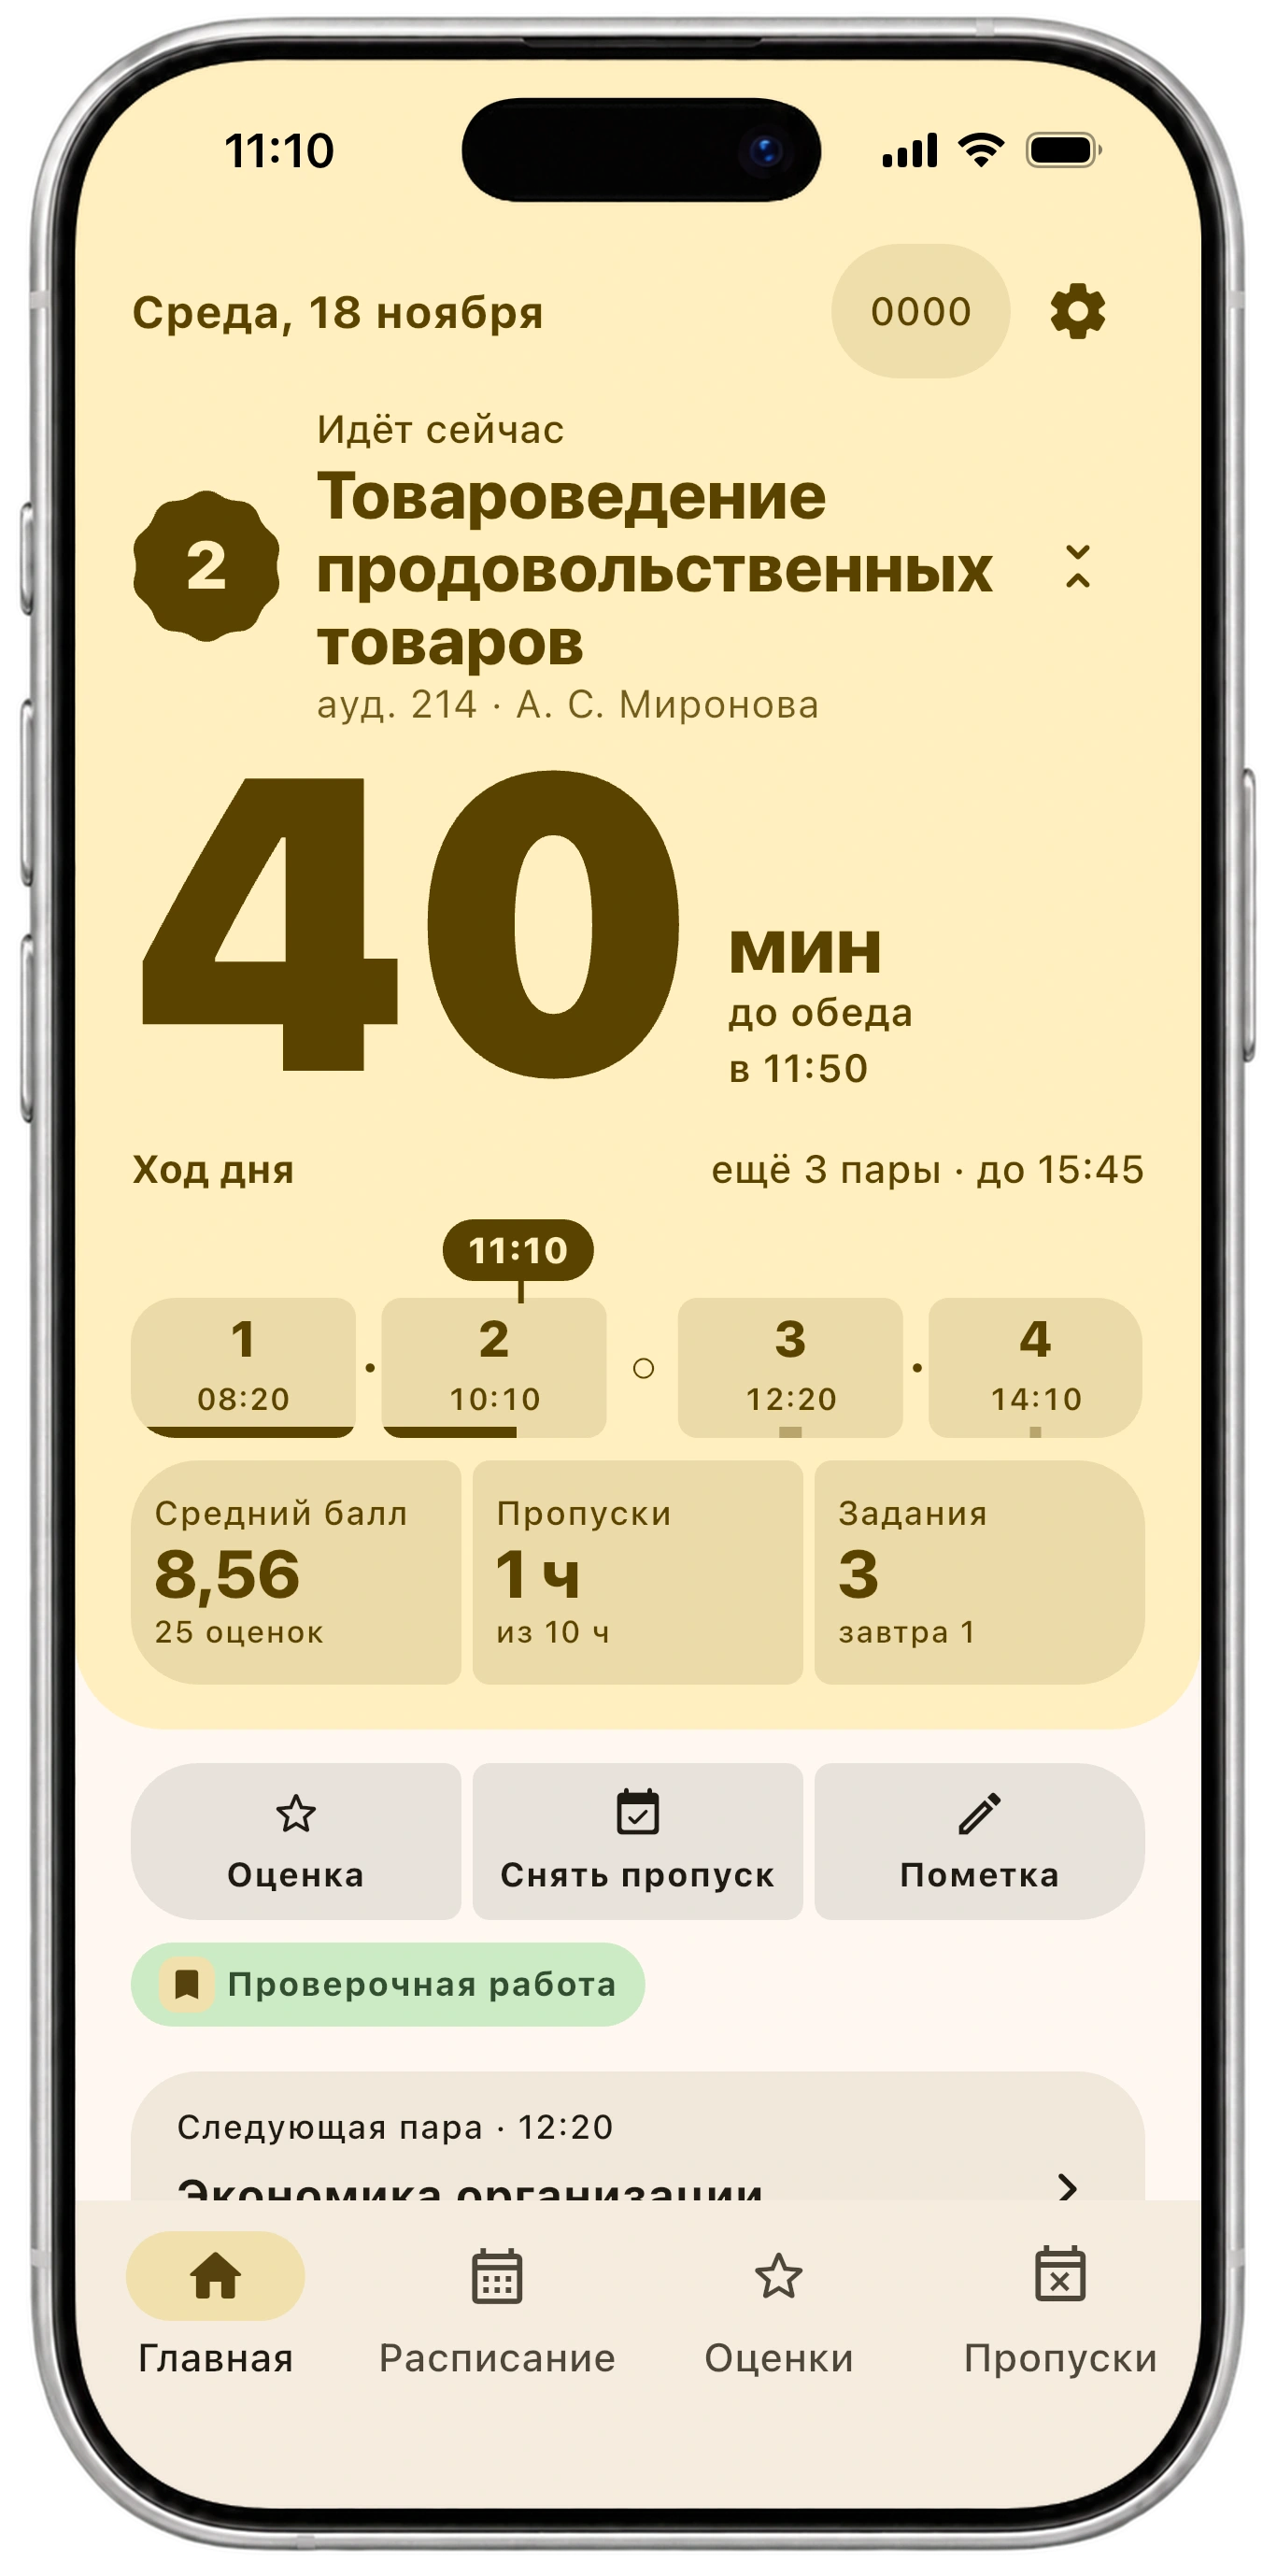 11:10
Среда, 18 ноября
0000
Идёт сейчас
2
Товароведение
продовольственных
товаров
ауд. 214 · А. С. Миронова
40
мин
до обеда
в 11:50
Ход дня
ещё 3 пары · до 15:45
11:10
1
08:20
2
10:10
3
12:20
4
14:10
Средний балл
8,56
25 оценок
Пропуски
1 ч
из 10 ч
Задания
3
завтра 1
Оценка
Снять пропуск
Пометка
Проверочная работа
Следующая пара · 12:20
Экономика организации
Главная
Расписание
Оценки
Пропуски